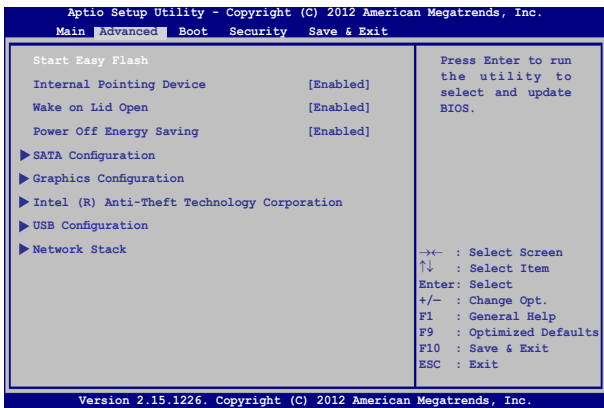 Aptio Setup Utility - Copyright (C) 2012 American Megatrends, Inc.
Main Advanced Boot Security Save & Exit
Start Easy Flash
Internal Pointing Device [Enabled]
Wake on Lid Open [Enabled]
Power Off Energy Saving [Enabled]
SATA Configuration
Graphics Configuration
Intel (R) Anti-Theft Technology Corporation
USB Configuration
Network Stack
Press Enter to run
the utility to
select and update
BIOS.
→← : Select Screen
↑↓ : Select Item
Enter: Select
+/— : Change Opt.
F1 : General Help
F9 : Optimized Defaults
F10 : Save & Exit
ESC : Exit
Version 2.15.1226. Copyright (C) 2012 American Megatrends, Inc.